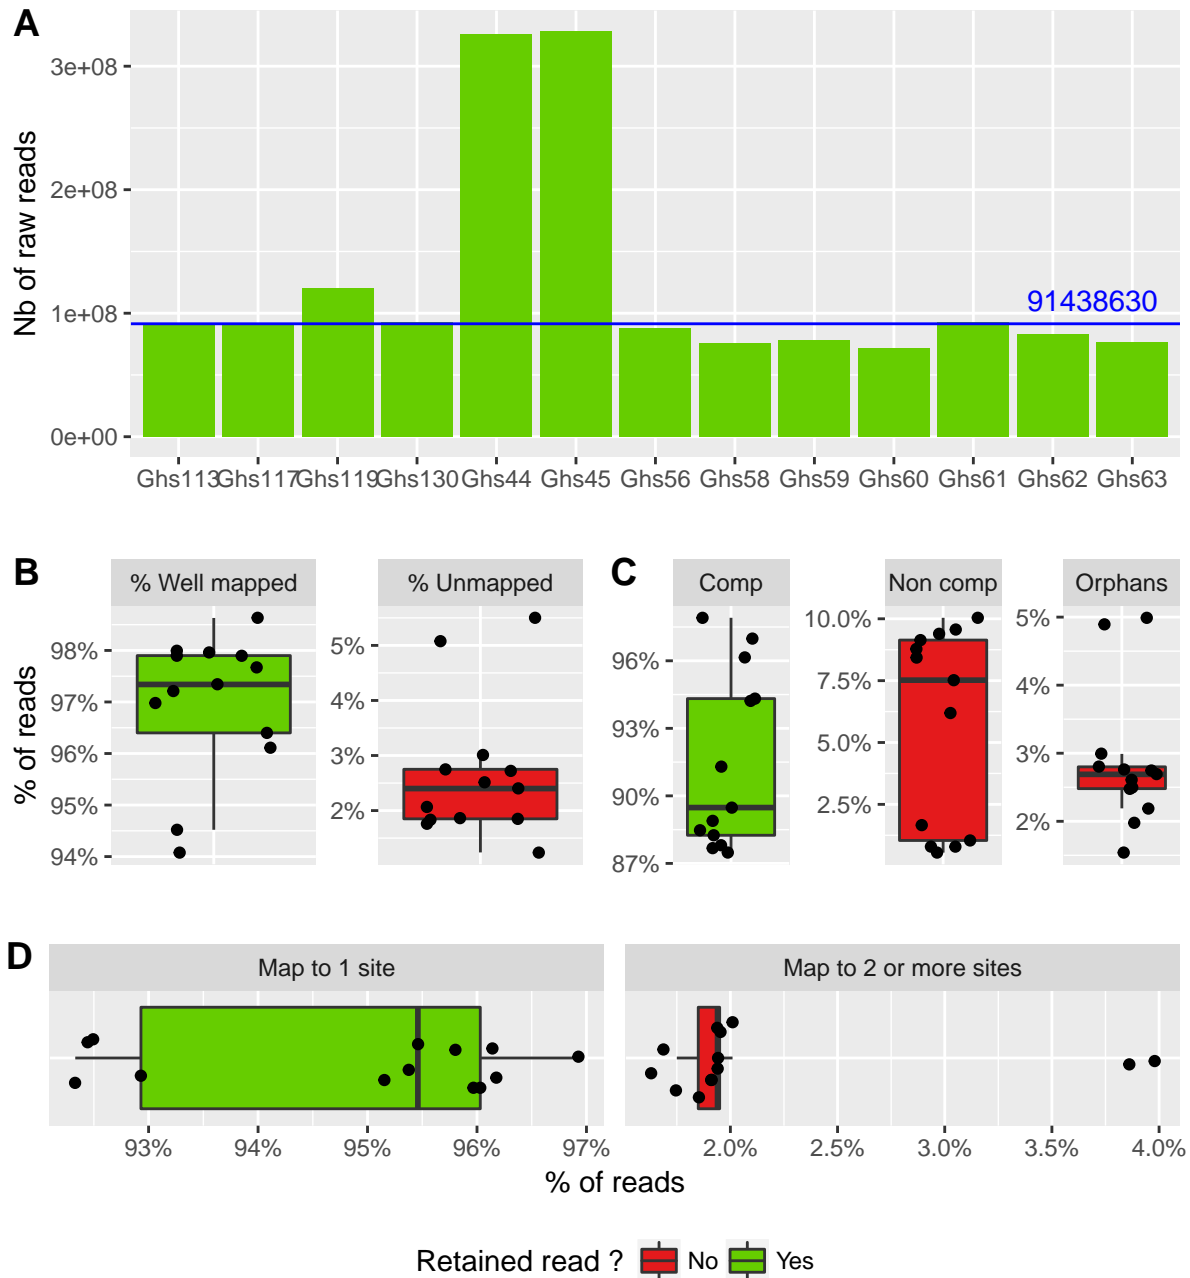 A
Nb of raw reads
3e+08
2e+08
1e+08
0e+00
91438630
Ghs113 Ghs117 Ghs119 Ghs130 Ghs44 Ghs45 Ghs56 Ghs58 Ghs59 Ghs60 Ghs61 Ghs62 Ghs63
B
% Well mapped
% Unmapped
% of reads
98%
97%
96%
95%
94%
5%
4%
3%
2%
C
Comp
Non comp
Orphans
96%
93%
90%
87%
10.0%
7.5%
5.0%
2.5%
5%
4%
3%
2%
D
Map to 1 site
Map to 2 or more sites
93% 94% 95% 96% 97%
2.0% 2.5% 3.0% 3.5% 4.0%
% of reads
Retained read ? No Yes